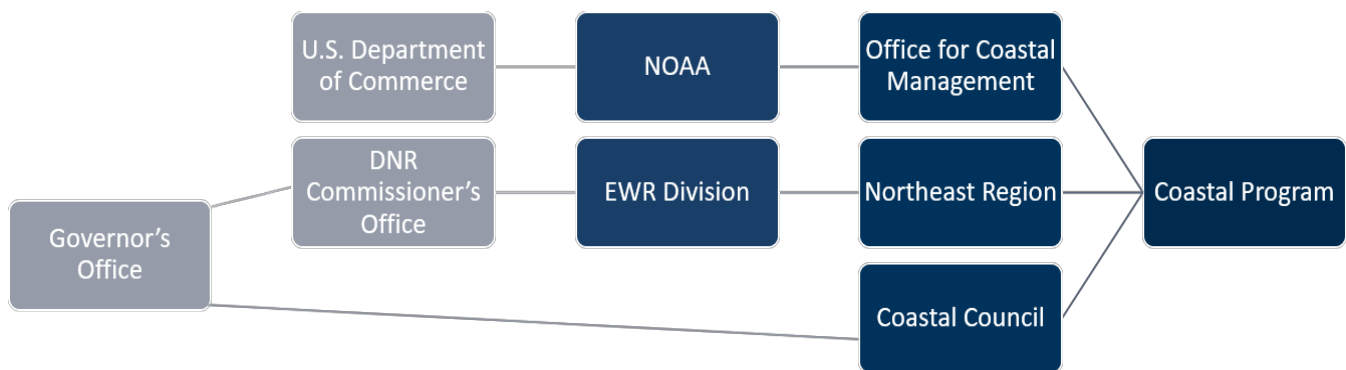 U.S. Department
of Commerce
NOAA
Office for Coastal
Management
DNR
Commissioner’s
Office
EWR Division
Northeast Region
Coastal Program
Governor’s
Office
Coastal Council